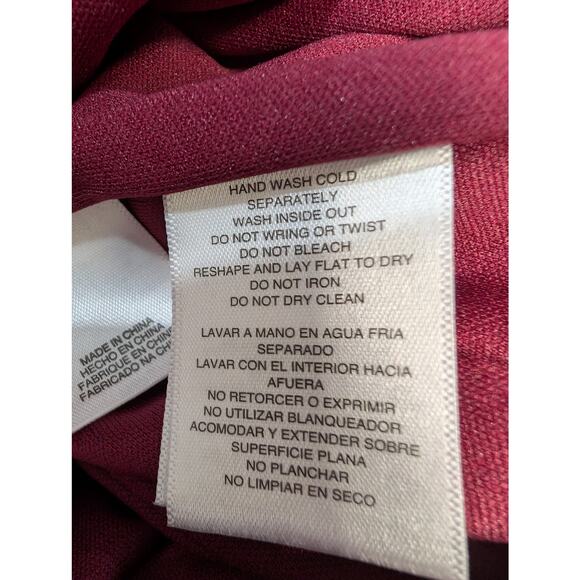 HAND WASH COLD
SEPARATELY
WASH INSIDE OUT
DO NOT WRING OR TWIST
DO NOT BLEACH
RESHAPE AND LAY FLAT TO DRY
DO NOT IRON
DO NOT DRY CLEAN
LAVAR A MANO EN AGUA FRIA
SEPARADO
LAVAR CON EL INTERIOR HACIA
AFUERA
NO RETORCER O EXPRIMIR
NO UTILIZAR BLANQUEADOR
ACOMODAR Y EXTENDER SOBRE
SUPERFICIE PLANA
NO PLANCHAR
NO LIMPIAR EN SECO
MADE IN CHINA
HECHO EN CHINA
FABRIQUE EN CHINE
FABRICADO NA